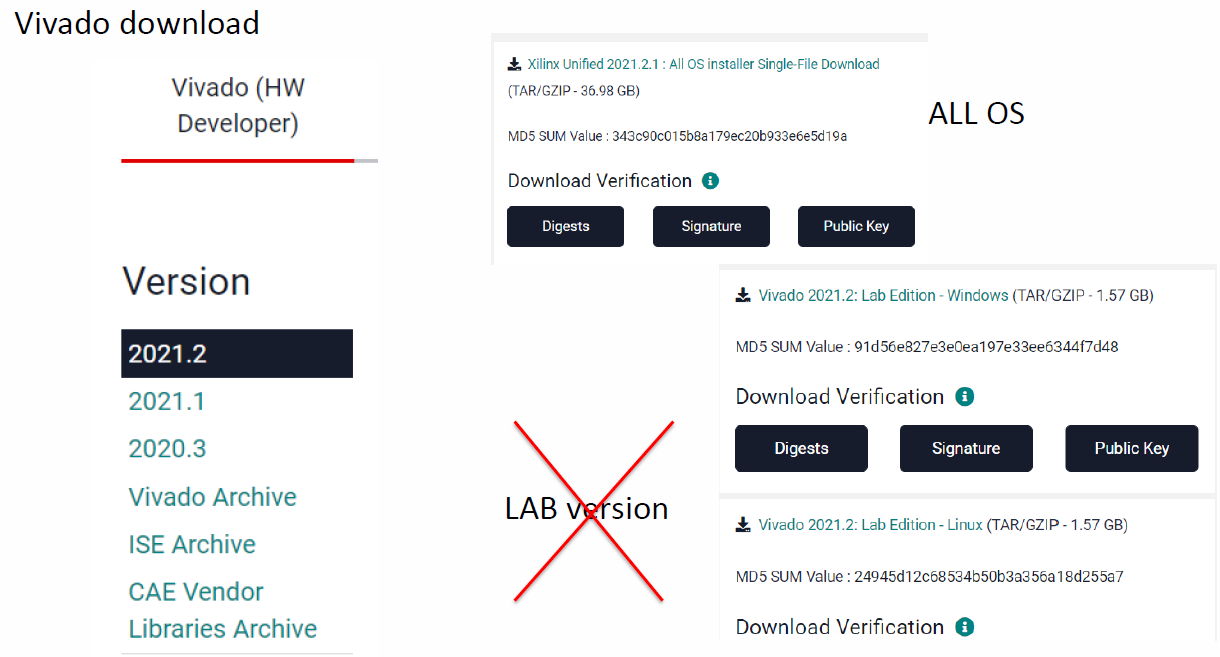 Vivado download
Vivado (HW
Developer)
Version
2021.2
2021.1
2020.3
Vivado Archive
ISE Archive
CAE Vendor
Libraries Archive
Xilinx Unified 2021.2.1 : All OS installer Single-File Download
(TAR/GZIP - 36.98 GB)
MD5 SUM Value : 343c90c015b8a179ec20b933e6e5d19a
Download Verification
Digests Signature Public Key
ALL OS
Vivado 2021.2: Lab Edition - Windows (TAR/GZIP - 1.57 GB)
MD5 SUM Value : 91d56e827e3e0ea197e33ee6344f7d48
Download Verification
Digests Signature Public Key
LAB version
Vivado 2021.2: Lab Edition - Linux (TAR/GZIP - 1.57 GB)
MD5 SUM Value : 24945d12c68534b50b3a356a18d255a7
Download Verification